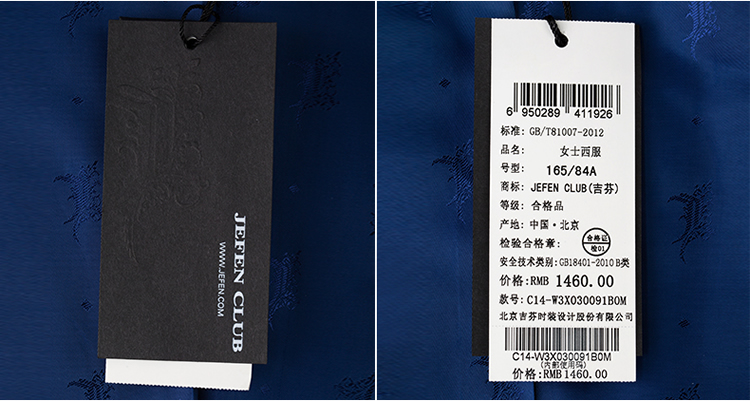 JEFEN CLUB
WWW.JEFEN.COM
6 950289 411926
标准: GB/T81007-2012
品名: 女士西服
号型: 165/84A
商标: JEFEN CLUB(吉芬)
等级: 合格品
产地: 中国·北京
检验合格章: 合格证 检01
安全技术类别:GB18401-2010 B类
价格:RMB 1460.00
款号: C14-W3X030091B0M
北京吉芬时装设计股份有限公司
C14-W3X030091B0M
(内部使用码)
价格:RMB 1460.00